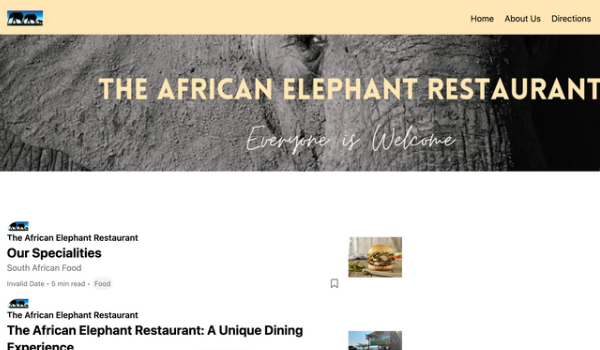 Home About Us Directions
THE AFRICAN ELEPHANT RESTAURANT
Everyone is Welcome
The African Elephant Restaurant
Our Specialities
South African Food
Invalid Date • 5 min read • Food
The African Elephant Restaurant
The African Elephant Restaurant: A Unique Dining
Experience